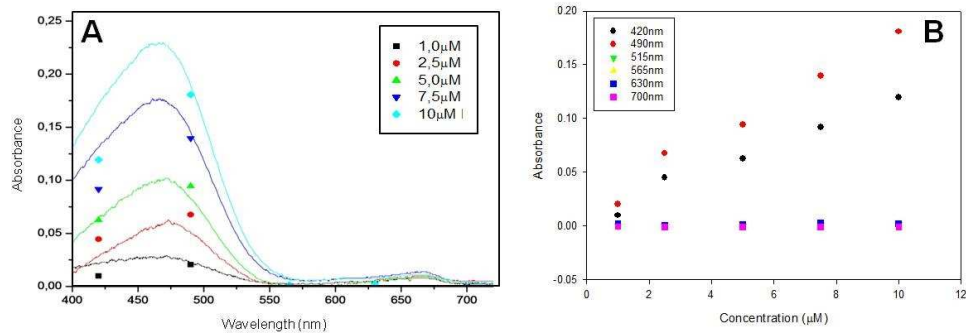 A
1,0μM
2,5μM
5,0μM
7,5μM
10μM
Absorbance
0,25
0,20
0,15
0,10
0,05
0,00
400 450 500 550 600 650 700
Wavelength (nm)
B
420nm
490nm
515nm
565nm
630nm
700nm
Absorbance
0.20
0.15
0.10
0.05
0.00
-0.05
0 2 4 6 8 10 12
Concentration (μM)